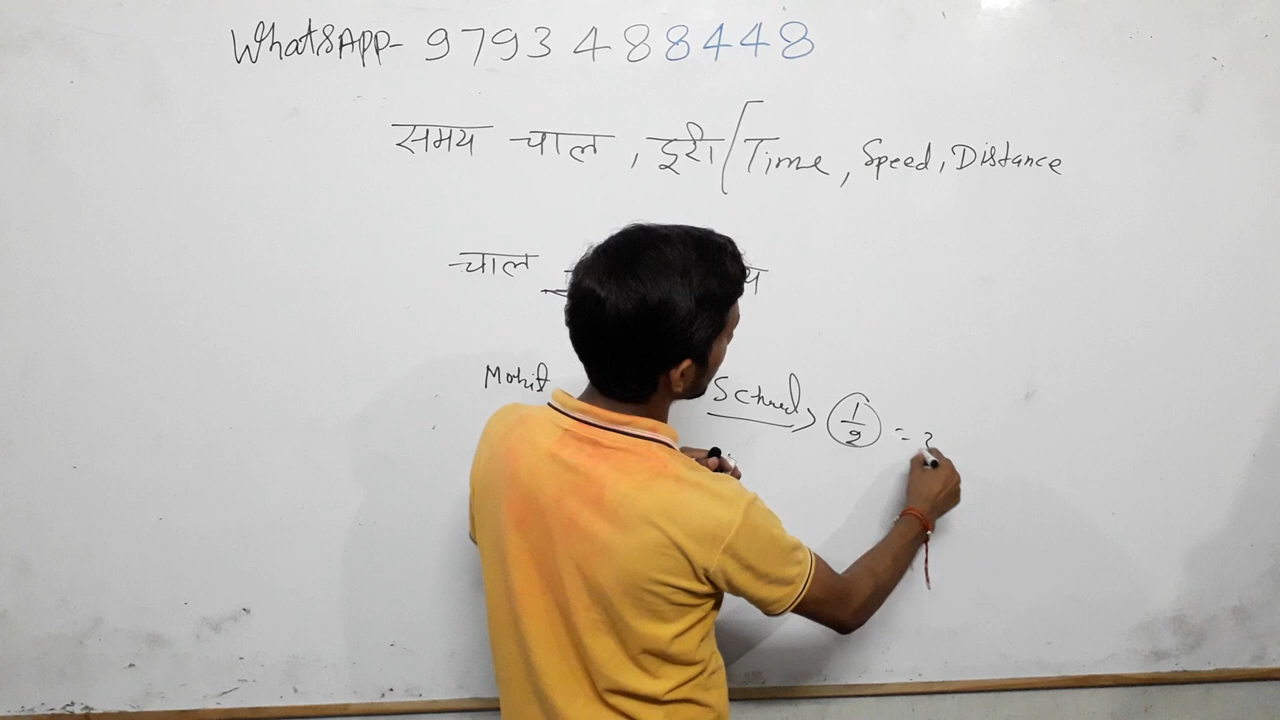 WhatsApp- 9793488448
समय चाल , दूरी / Time, Speed, Distance
चाल य
Mohit School 1/2 = ?